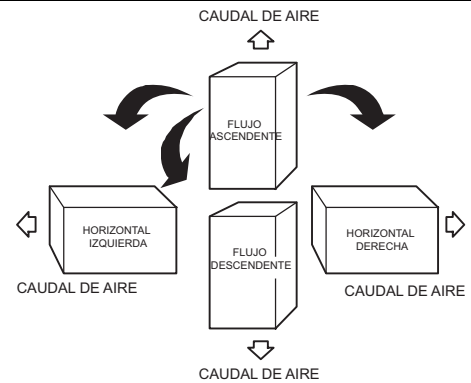 CAUDAL DE AIRE
FLUJO
ASCENDENTE
HORIZONTAL
IZQUIERDA
FLUJO
DESCENDENTE
HORIZONTAL
DERECHA
CAUDAL DE AIRE
CAUDAL DE AIRE
CAUDAL DE AIRE